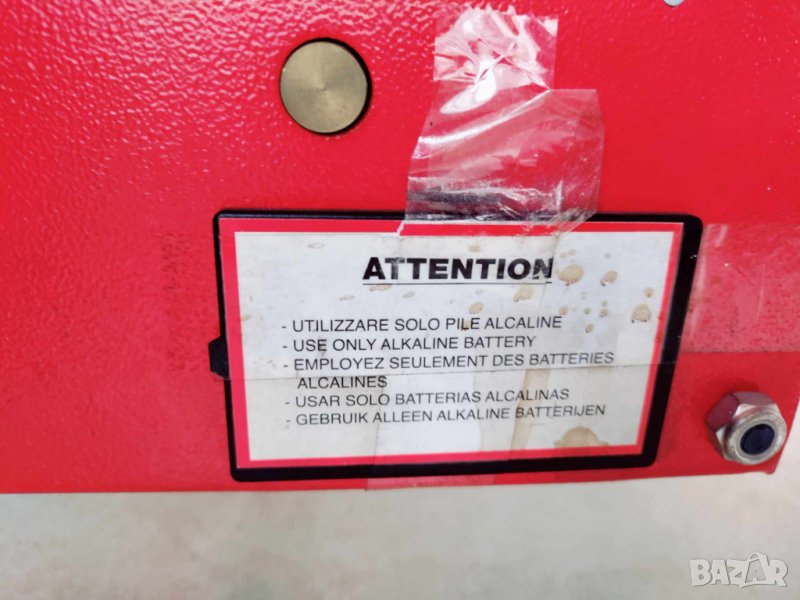 ATTENTION
- UTILIZZARE SOLO PILE ALCALINE
- USE ONLY ALKALINE BATTERY
- EMPLOYEZ SEULEMENT DES BATTERIES
ALCALINES
- USAR SOLO BATTERIAS ALCALINAS
- GEBRUIK ALLEEN ALKALINE BATTERIJEN
BAZAR